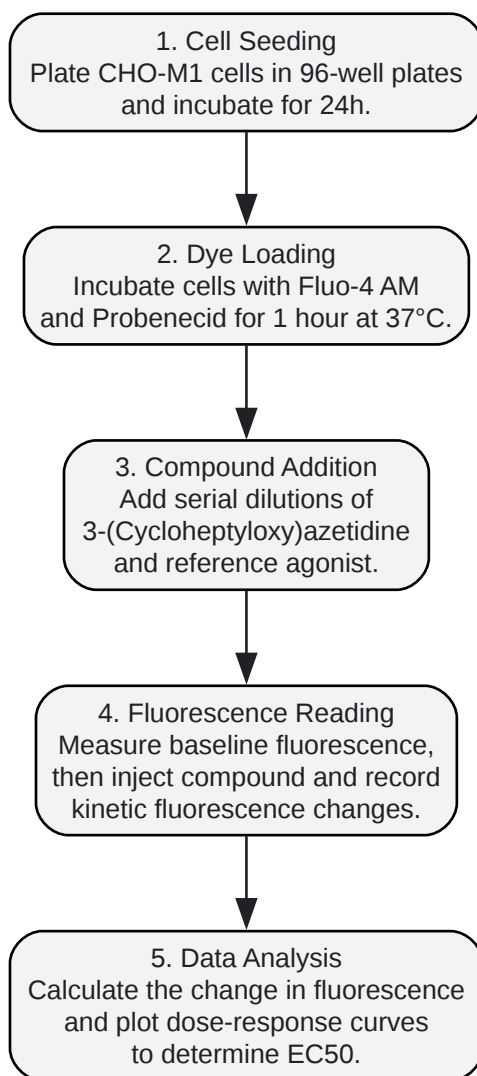 1. Cell Seeding
Plate CHO-M1 cells in 96-well plates
and incubate for 24h.
2. Dye Loading
Incubate cells with Fluo-4 AM
and Probenecid for 1 hour at 37°C.
3. Compound Addition
Add serial dilutions of
3-(Cycloheptyloxy)azetidine
and reference agonist.
4. Fluorescence Reading
Measure baseline fluorescence,
then inject compound and record
kinetic fluorescence changes.
5. Data Analysis
Calculate the change in fluorescence
and plot dose-response curves
to determine EC50.